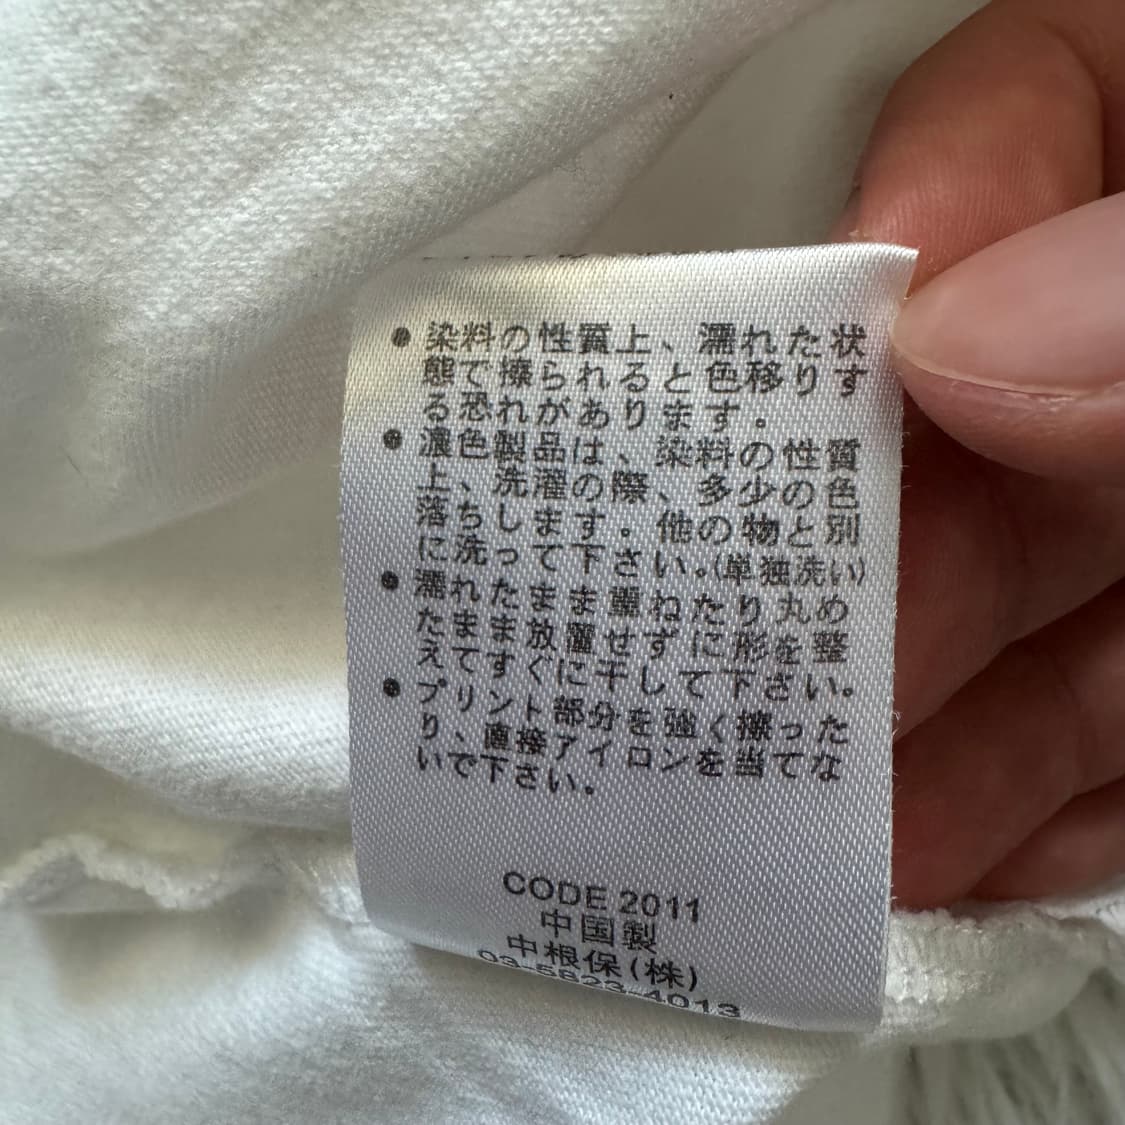 ●染料の性質上、濡れた状
態で擦られると色移りす
る恐れがあります。
●濃色製品は、染料の性質
上、洗濯の際、多少の色
落ちします。他の物と別
に洗って下さい。(単独洗い)
●濡れたまま重ねたり丸め
たまま放置せずに形を整
えてすぐに干して下さい。
●プリント部分を強く擦った
り、直接アイロンを当てな
いで下さい。
CODE 2011
中国製
中根保(株)
03-5823-4013